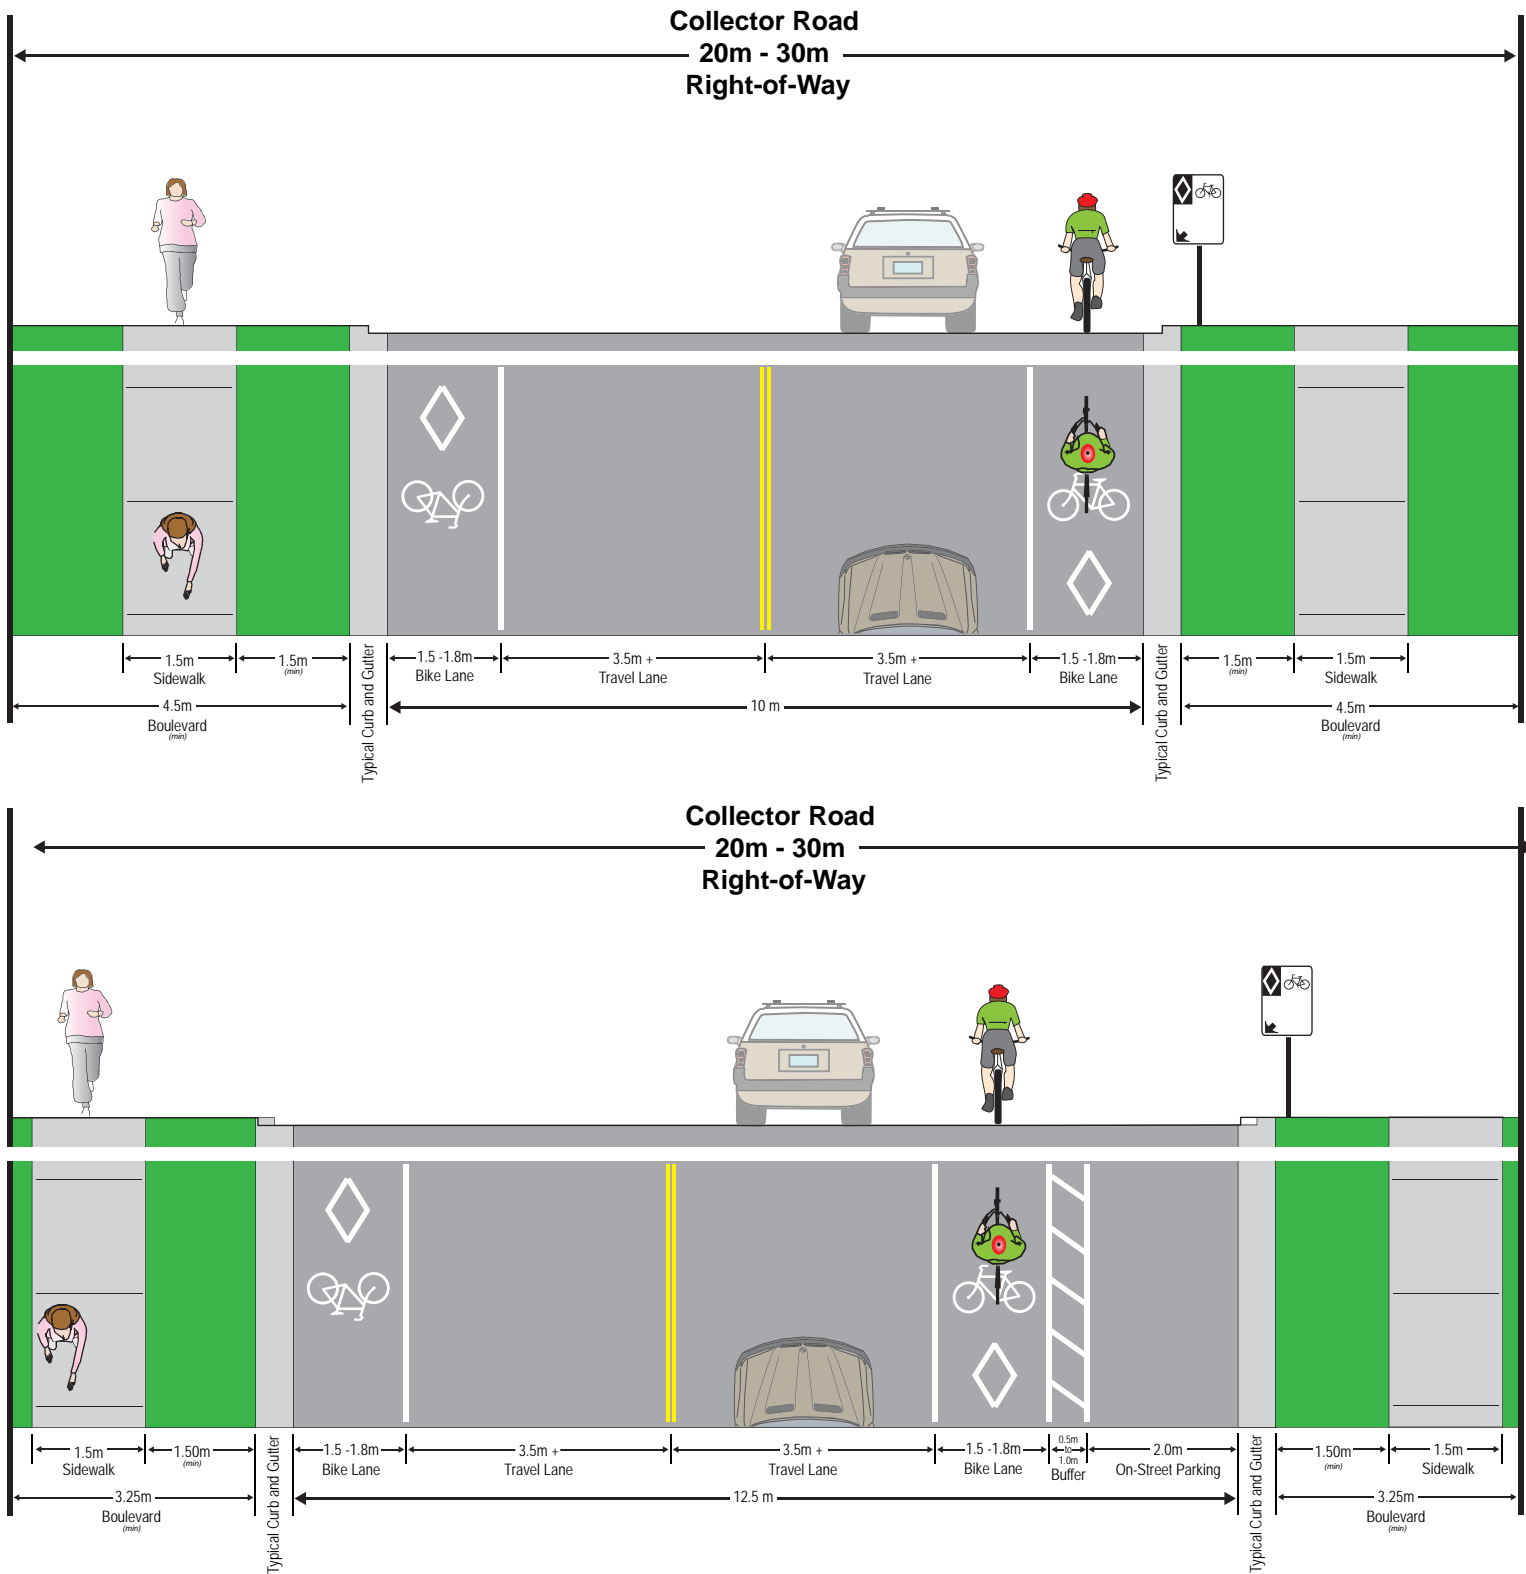 Collector Road
20m - 30m
Right-of-Way
1.5m
Sidewalk
1.5m
(min)
4.5m
Boulevard
(min)
Typical Curb and Gutter
1.5 -1.8m
Bike Lane
3.5m +
Travel Lane
3.5m +
Travel Lane
1.5 -1.8m
Bike Lane
10 m
Typical Curb and Gutter
1.5m
(min)
1.5m
Sidewalk
4.5m
Boulevard
(min)
Collector Road
20m - 30m
Right-of-Way
1.5m
Sidewalk
1.50m
(min)
3.25m
Boulevard
(min)
Typical Curb and Gutter
1.5 -1.8m
Bike Lane
3.5m +
Travel Lane
3.5m +
Travel Lane
1.5 -1.8m
Bike Lane
0.5m
to
1.0m
Buffer
2.0m
On-Street Parking
12.5 m
Typical Curb and Gutter
1.50m
(min)
1.5m
Sidewalk
3.25m
Boulevard
(min)